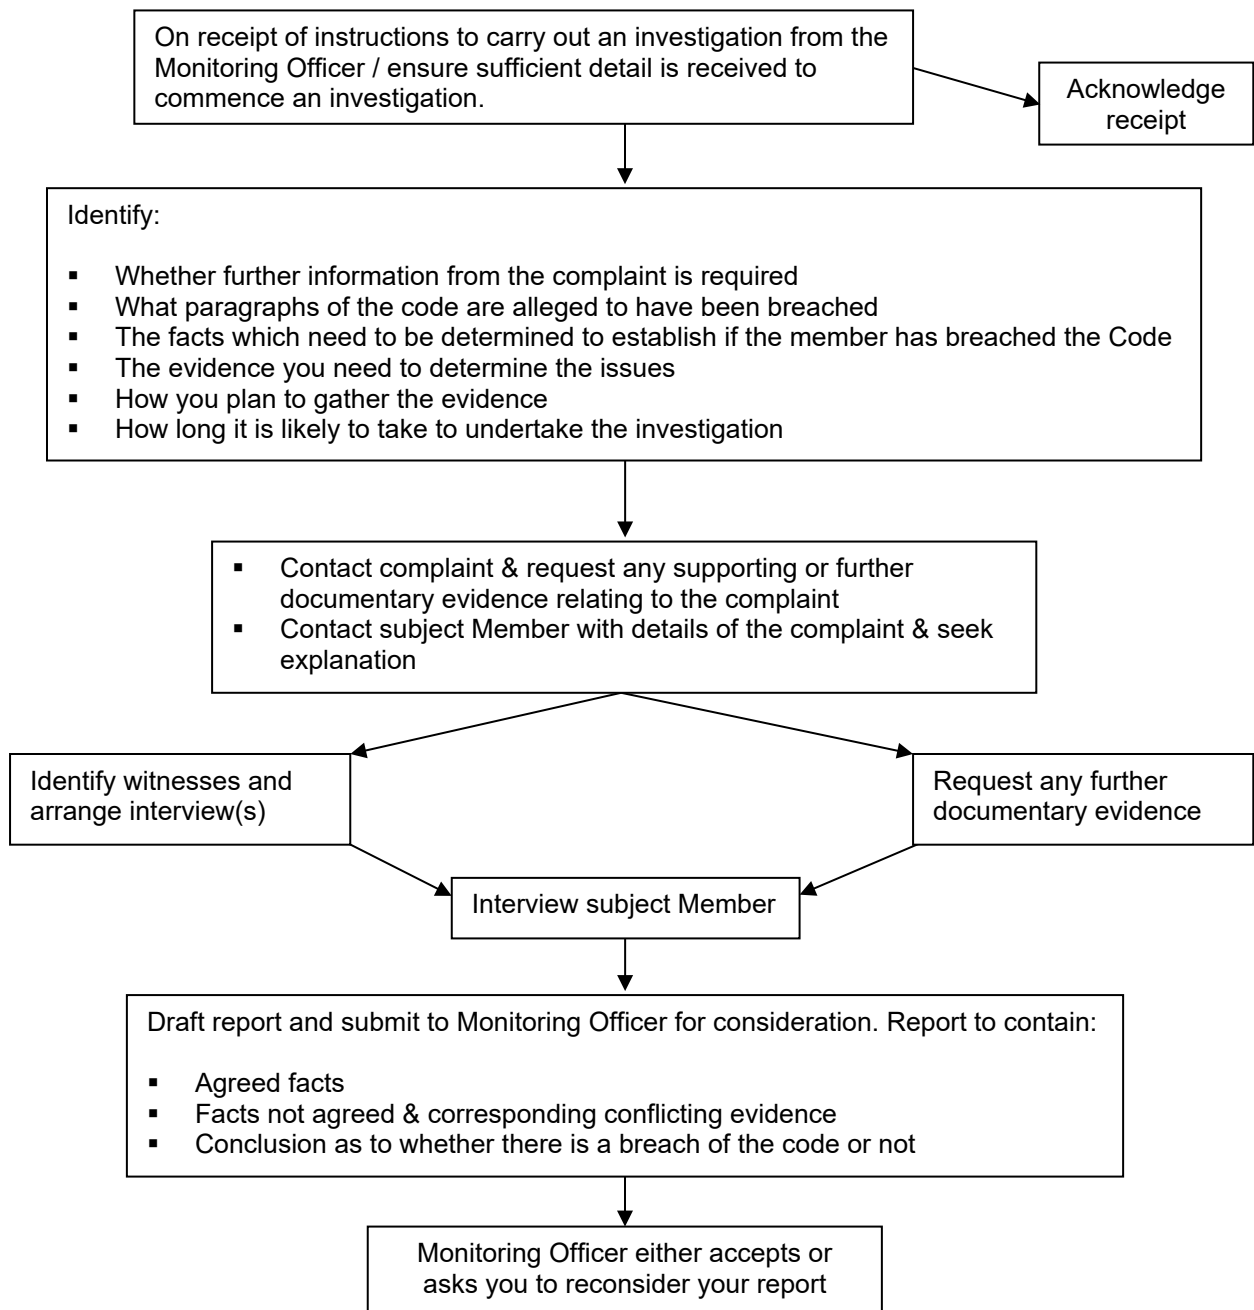 On receipt of instructions to carry out an investigation from the
Monitoring Officer / ensure sufficient detail is received to
commence an investigation.
Acknowledge
receipt
Identify:
▪ Whether further information from the complaint is required
▪ What paragraphs of the code are alleged to have been breached
▪ The facts which need to be determined to establish if the member has breached the Code
▪ The evidence you need to determine the issues
▪ How you plan to gather the evidence
▪ How long it is likely to take to undertake the investigation
▪ Contact complaint & request any supporting or further
documentary evidence relating to the complaint
▪ Contact subject Member with details of the complaint & seek
explanation
Identify witnesses and
arrange interview(s)
Request any further
documentary evidence
Interview subject Member
Draft report and submit to Monitoring Officer for consideration. Report to contain:
▪ Agreed facts
▪ Facts not agreed & corresponding conflicting evidence
▪ Conclusion as to whether there is a breach of the code or not
Monitoring Officer either accepts or
asks you to reconsider your report